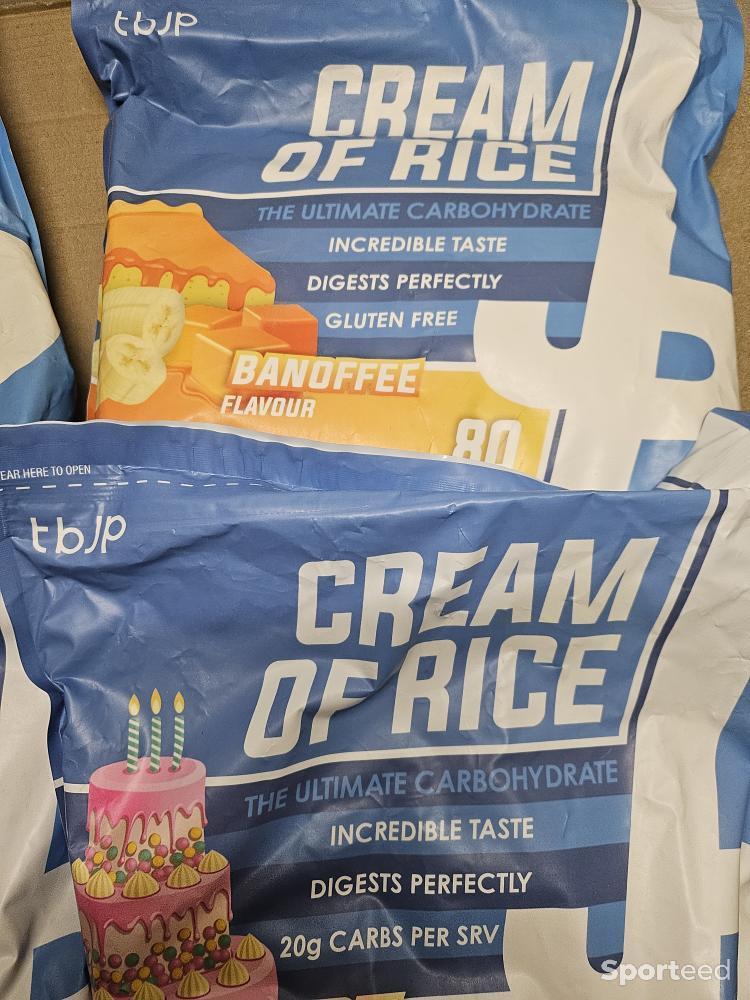 tbJP
CREAM
OF RICE
THE ULTIMATE CARBOHYDRATE
INCREDIBLE TASTE
DIGESTS PERFECTLY
GLUTEN FREE
BANOFFEE
FLAVOUR
80
EAR HERE TO OPEN
tbJP
CREAM
OF RICE
THE ULTIMATE CARBOHYDRATE
INCREDIBLE TASTE
DIGESTS PERFECTLY
20g CARBS PER SRV
Sporteed